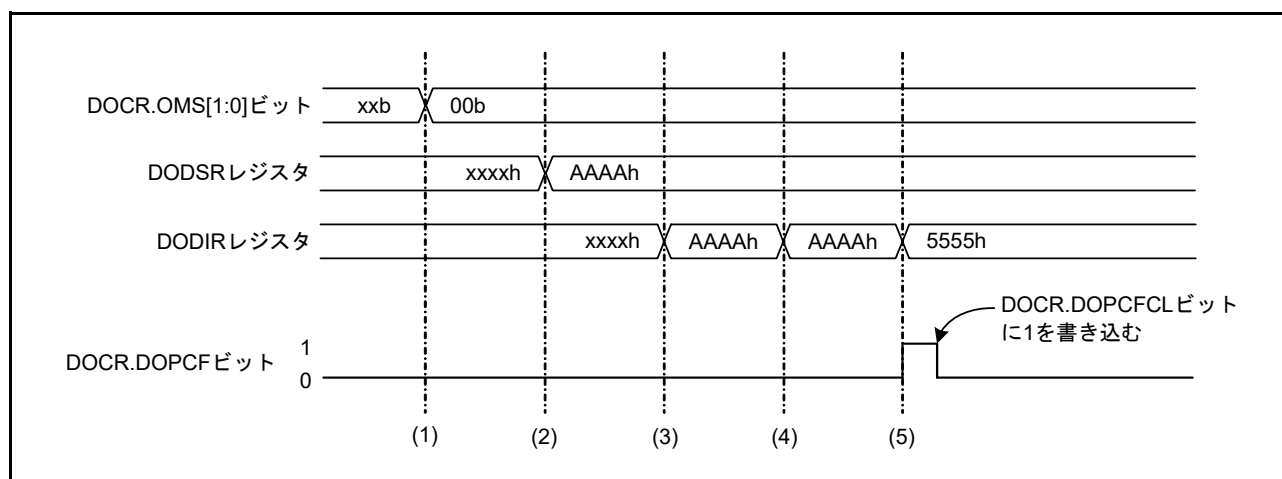 DOCR.OMS[1:0]ビット xxb 00b
DODSRレジスタ xxxxh AAAAh
DODIRレジスタ xxxxh AAAAh AAAAh 5555h
DOCR.DOPCFCLビット
に1を書き込む
DOCR.DOPCFビット 1
0
(1) (2) (3) (4) (5)